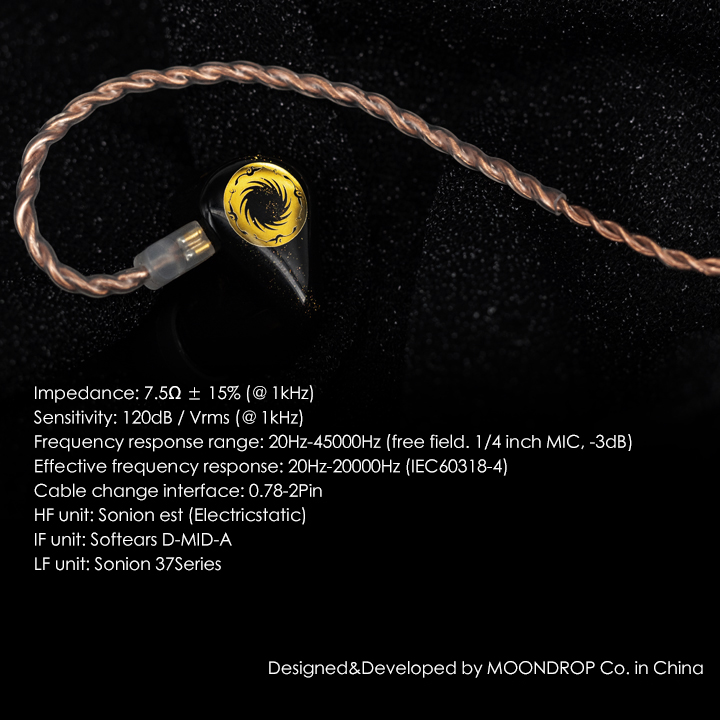 Impedance: 7.5Ω ± 15% (@ 1kHz)
Sensitivity: 120dB / Vrms (@ 1kHz)
Frequency response range: 20Hz-45000Hz (free field. 1/4 inch MIC, -3dB)
Effective frequency response: 20Hz-20000Hz (IEC60318-4)
Cable change interface: 0.78-2Pin
HF unit: Sonion est (Electricstatic)
IF unit: Softears D-MID-A
LF unit: Sonion 37Series
Designed&Developed by MOONDROP Co. in China